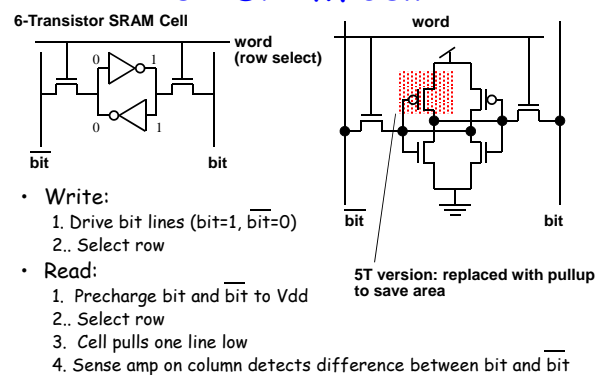 6-Transistor SRAM Cell
word
(row select)
0 1
0 1
bit
bit
word
bit
bit
5T version: replaced with pullup
to save area
• Write:
1. Drive bit lines (bit=1, bit=0)
2.. Select row
• Read:
1. Precharge bit and bit to Vdd
2.. Select row
3. Cell pulls one line low
4. Sense amp on column detects difference between bit and bit